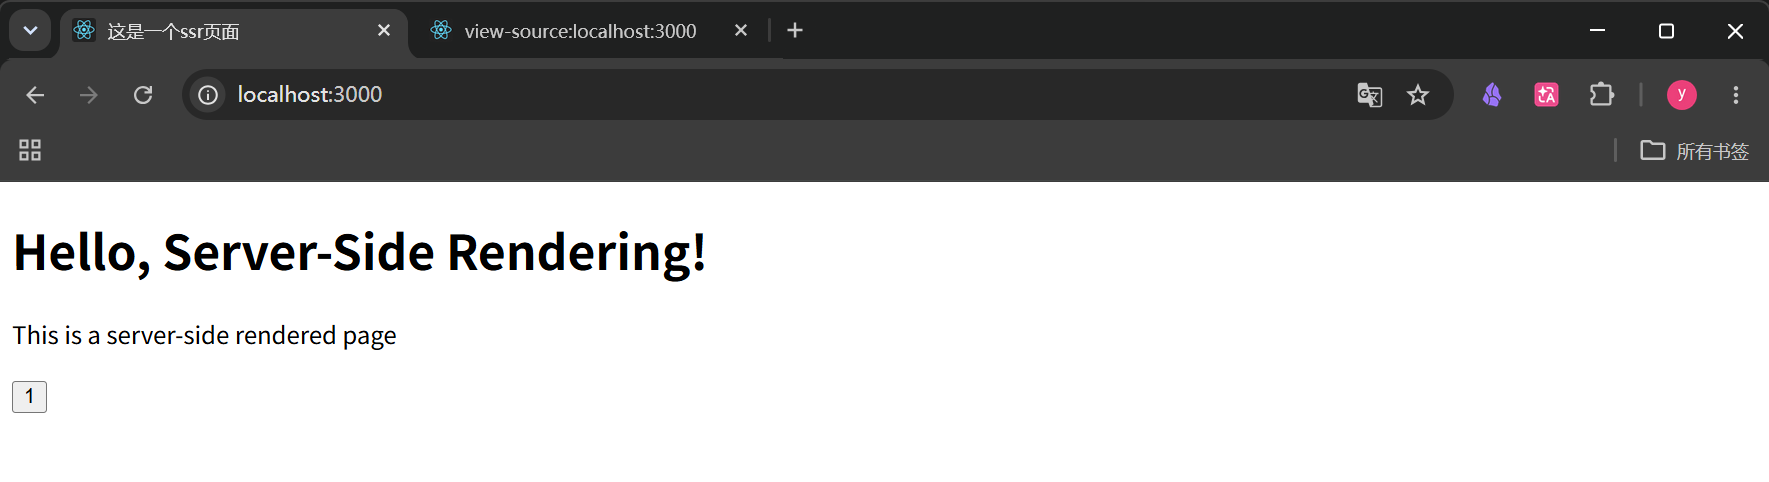 这是一个ssr页面
view-source:localhost:3000
localhost:3000
y
所有书签
Hello, Server-Side Rendering!
This is a server-side rendered page
1